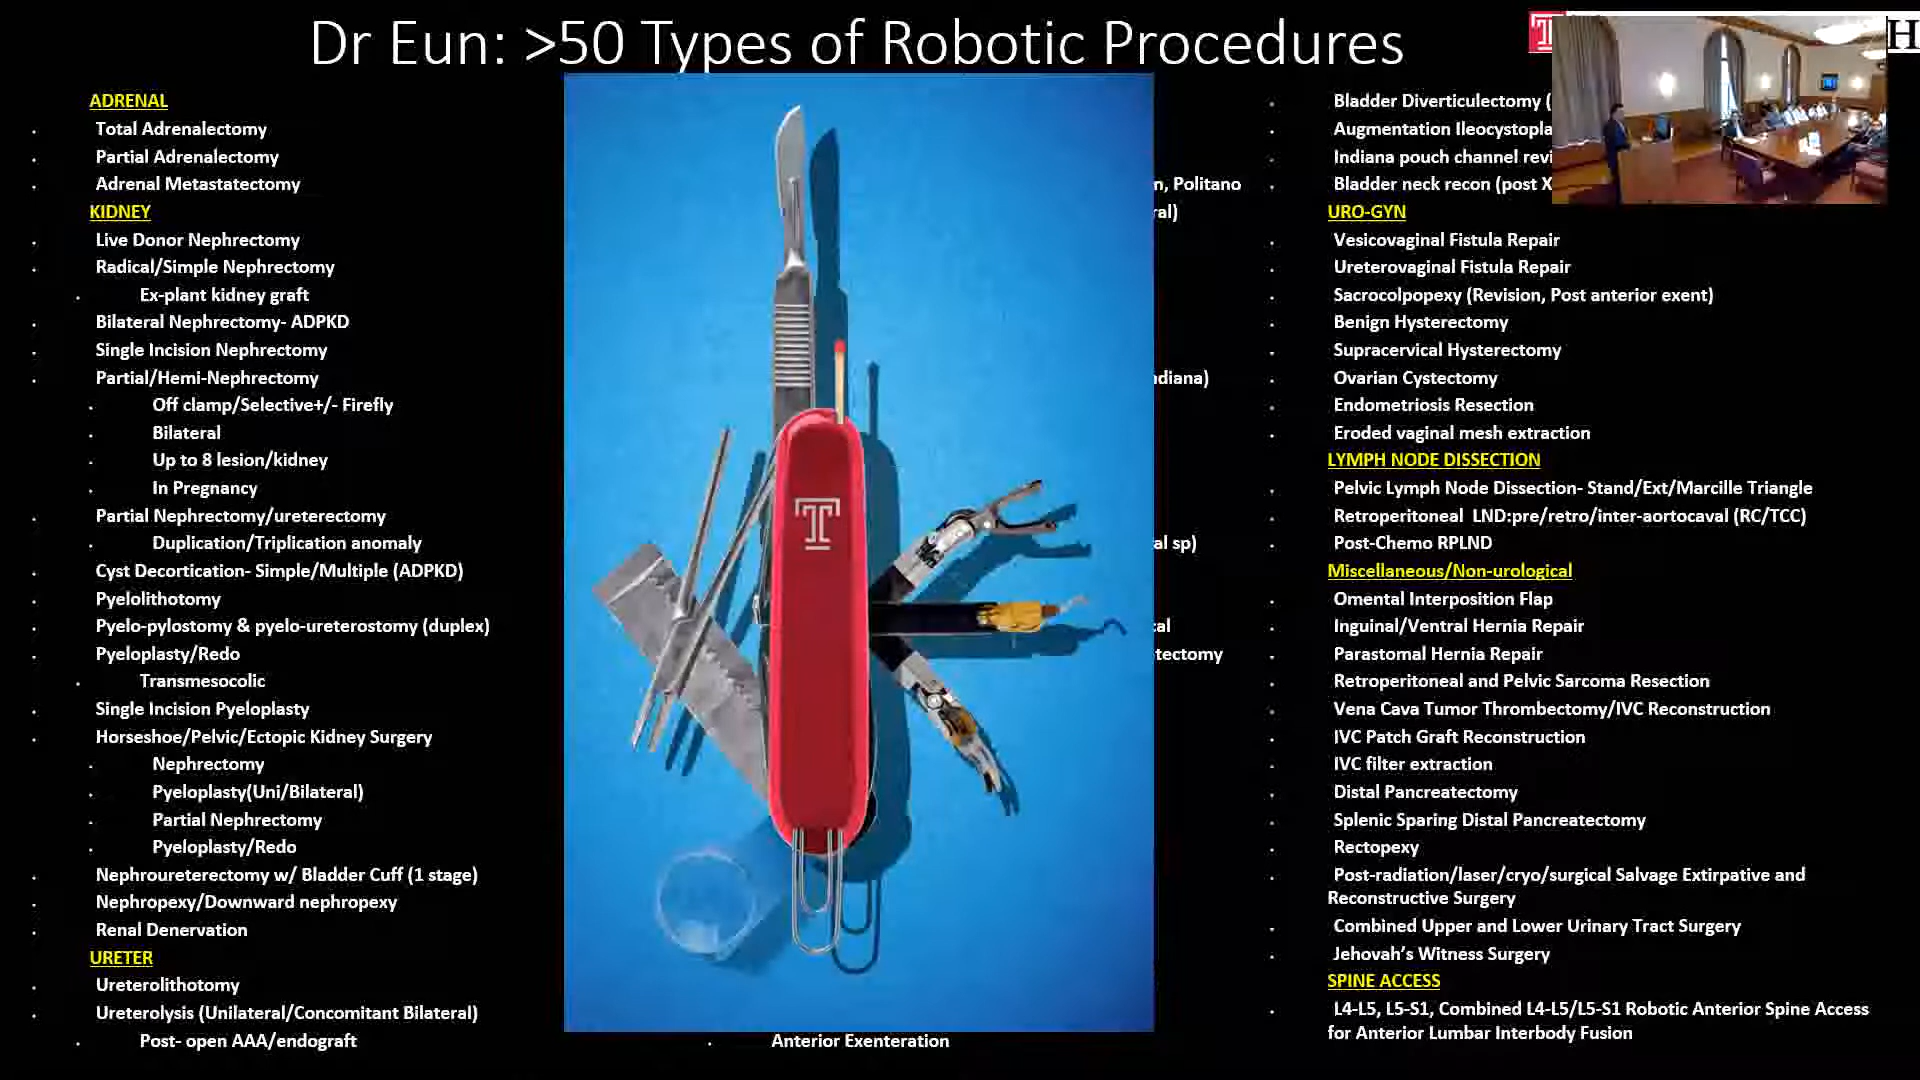 Dr Eun: >50 Types of Robotic Procedures
H
ADRENAL
Total Adrenalectomy
Partial Adrenalectomy
Adrenal Metastatectomy
KIDNEY
Live Donor Nephrectomy
Radical/Simple Nephrectomy
Ex-plant kidney graft
Bilateral Nephrectomy- ADPKD
Single Incision Nephrectomy
Partial/Hemi-Nephrectomy
Off clamp/Selective+/- Firefly
Bilateral
Up to 8 lesion/kidney
In Pregnancy
Partial Nephrectomy/ureterectomy
Duplication/Triplication anomaly
Cyst Decortication- Simple/Multiple (ADPKD)
Pyelolithotomy
Pyelo-pylostomy & pyelo-ureterostomy (duplex)
Pyeloplasty/Redo
Transmesocolic
Single Incision Pyeloplasty
Horseshoe/Pelvic/Ectopic Kidney Surgery
Nephrectomy
Pyeloplasty(Uni/Bilateral)
Partial Nephrectomy
Pyeloplasty/Redo
Nephroureterectomy w/ Bladder Cuff (1 stage)
Nephropexy/Downward nephropexy
Renal Denervation
URETER
Ureterolithotomy
Ureterolysis (Unilateral/Concomitant Bilateral)
Post- open AAA/endograft
n, Politano
ral)
ndiana)
al sp)
cal
tectomy
Anterior Exenteration
Bladder Diverticulectomy (
Augmentation Ileocystopla
Indiana pouch channel revi
Bladder neck recon (post X
URO-GYN
Vesicovaginal Fistula Repair
Ureterovaginal Fistula Repair
Sacrocolpopexy (Revision, Post anterior exent)
Benign Hysterectomy
Supracervical Hysterectomy
Ovarian Cystectomy
Endometriosis Resection
Eroded vaginal mesh extraction
LYMPH NODE DISSECTION
Pelvic Lymph Node Dissection- Stand/Ext/Marcille Triangle
Retroperitoneal LND:pre/retro/inter-aortocaval (RC/TCC)
Post-Chemo RPLND
Miscellaneous/Non-urological
Omental Interposition Flap
Inguinal/Ventral Hernia Repair
Parastomal Hernia Repair
Retroperitoneal and Pelvic Sarcoma Resection
Vena Cava Tumor Thrombectomy/IVC Reconstruction
IVC Patch Graft Reconstruction
IVC filter extraction
Distal Pancreatectomy
Splenic Sparing Distal Pancreatectomy
Rectopexy
Post-radiation/laser/cryo/surgical Salvage Extirpative and
Reconstructive Surgery
Combined Upper and Lower Urinary Tract Surgery
Jehovah's Witness Surgery
SPINE ACCESS
L4-L5, L5-S1, Combined L4-L5/L5-S1 Robotic Anterior Spine Access
for Anterior Lumbar Interbody Fusion